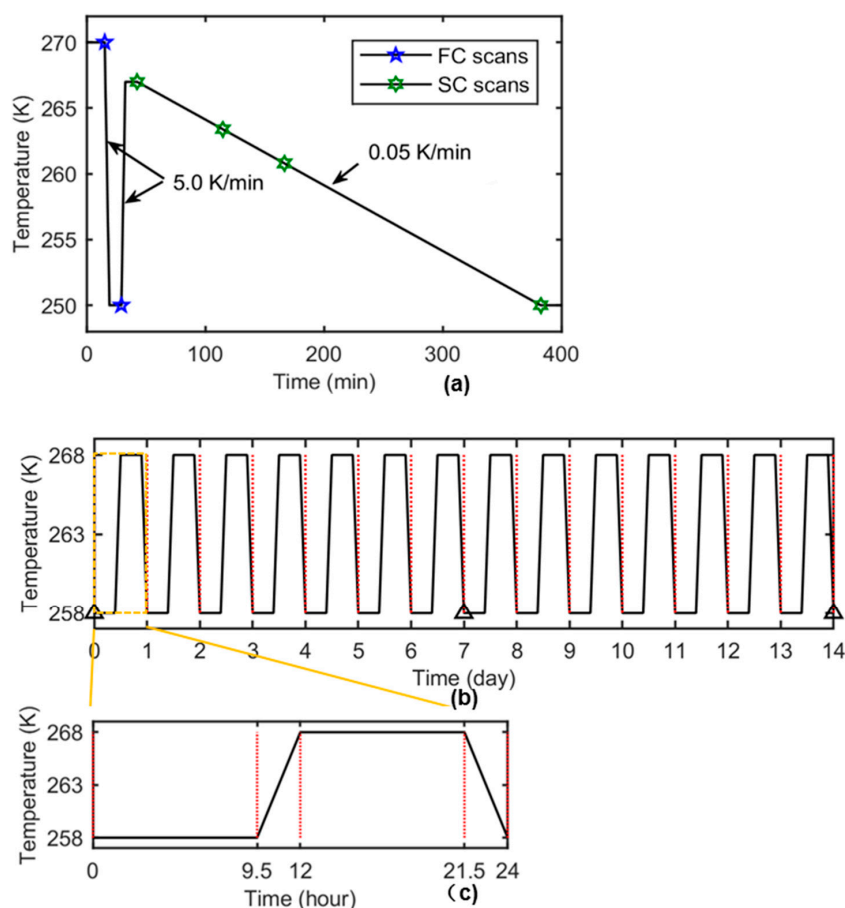 270
265
260
255
250
Temperature (K)
FC scans
SC scans
5.0 K/min
0.05 K/min
0 100 200 300 400
Time (min)
(a)
268
263
258
Temperature (K)
0 1 2 3 4 5 6 7 8 9 10 11 12 13 14
Time (day)
(b)
268
263
258
Temperature (K)
0 9.5 12 21.5 24
Time (hour)
（c)